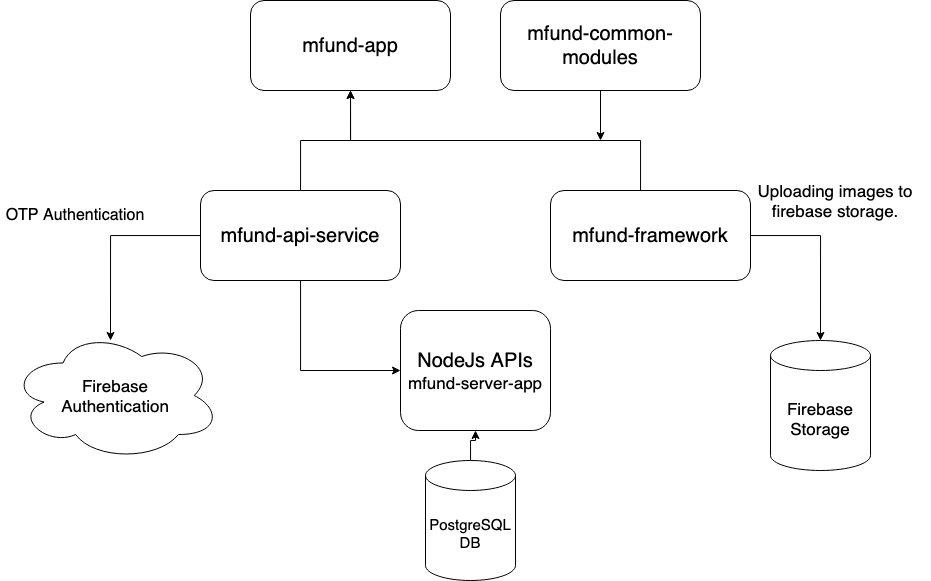 mfund-app
mfund-common-
modules
OTP Authentication
mfund-api-service
mfund-framework
Uploading images to
firebase storage.
NodeJs APIs
mfund-server-app
Firebase
Authentication
Firebase
Storage
PostgreSQL
DB